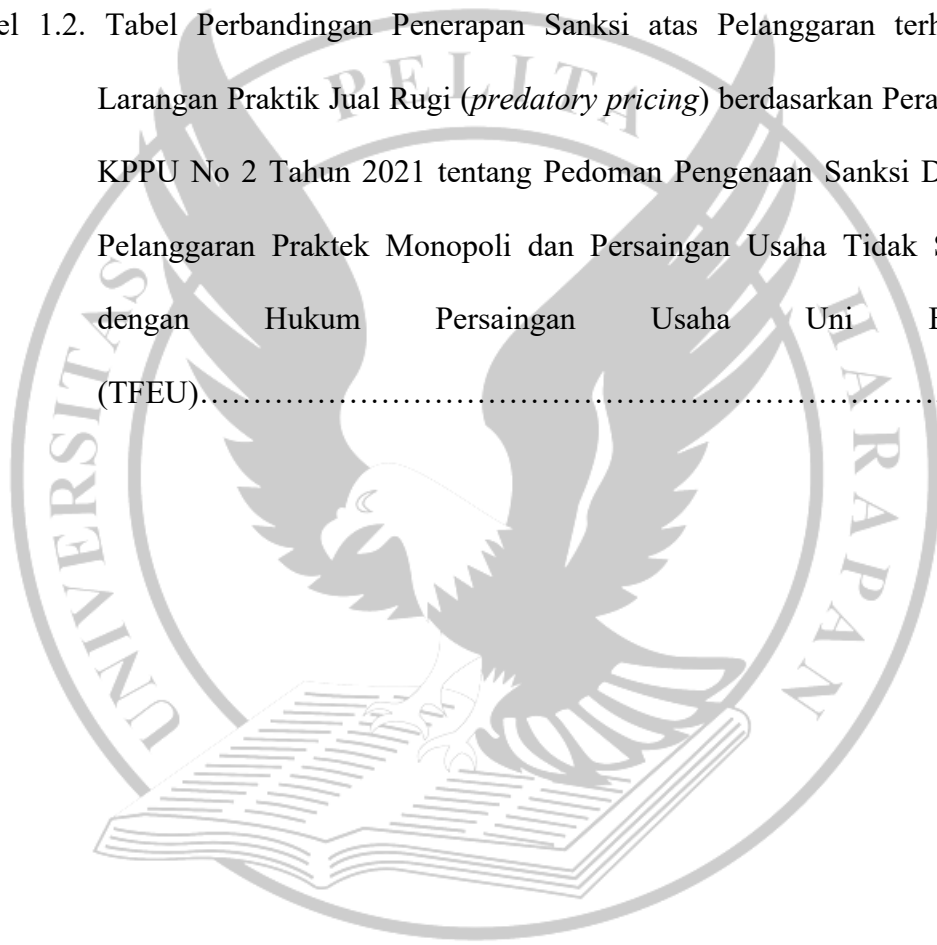 el 1.2. Tabel Perbandingan Penerapan Sanksi atas Pelanggaran terh
Larangan Praktik Jual Rugi (predatory pricing) berdasarkan Pera
KPPU No 2 Tahun 2021 tentang Pedoman Pengenaan Sanksi D
Pelanggaran Praktek Monopoli dan Persaingan Usaha Tidak S
dengan Hukum Persaingan Usaha Uni E
(TFEU)……………………………………………………………………
UNIVERSITAS PELITA HARAPAN